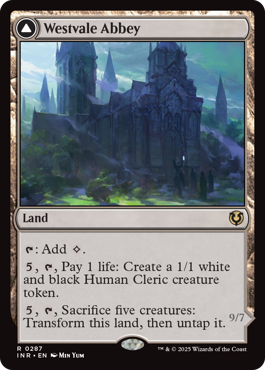 Westvale Abbey
Land
: Add .
5, , Pay 1 life: Create a 1/1 white
and black Human Cleric creature
token.
5, , Sacrifice five creatures:
Transform this land, then untap it.
9/7
R 0287
INR • EN MIN YUM
™ & © 2025 Wizards of the Coast